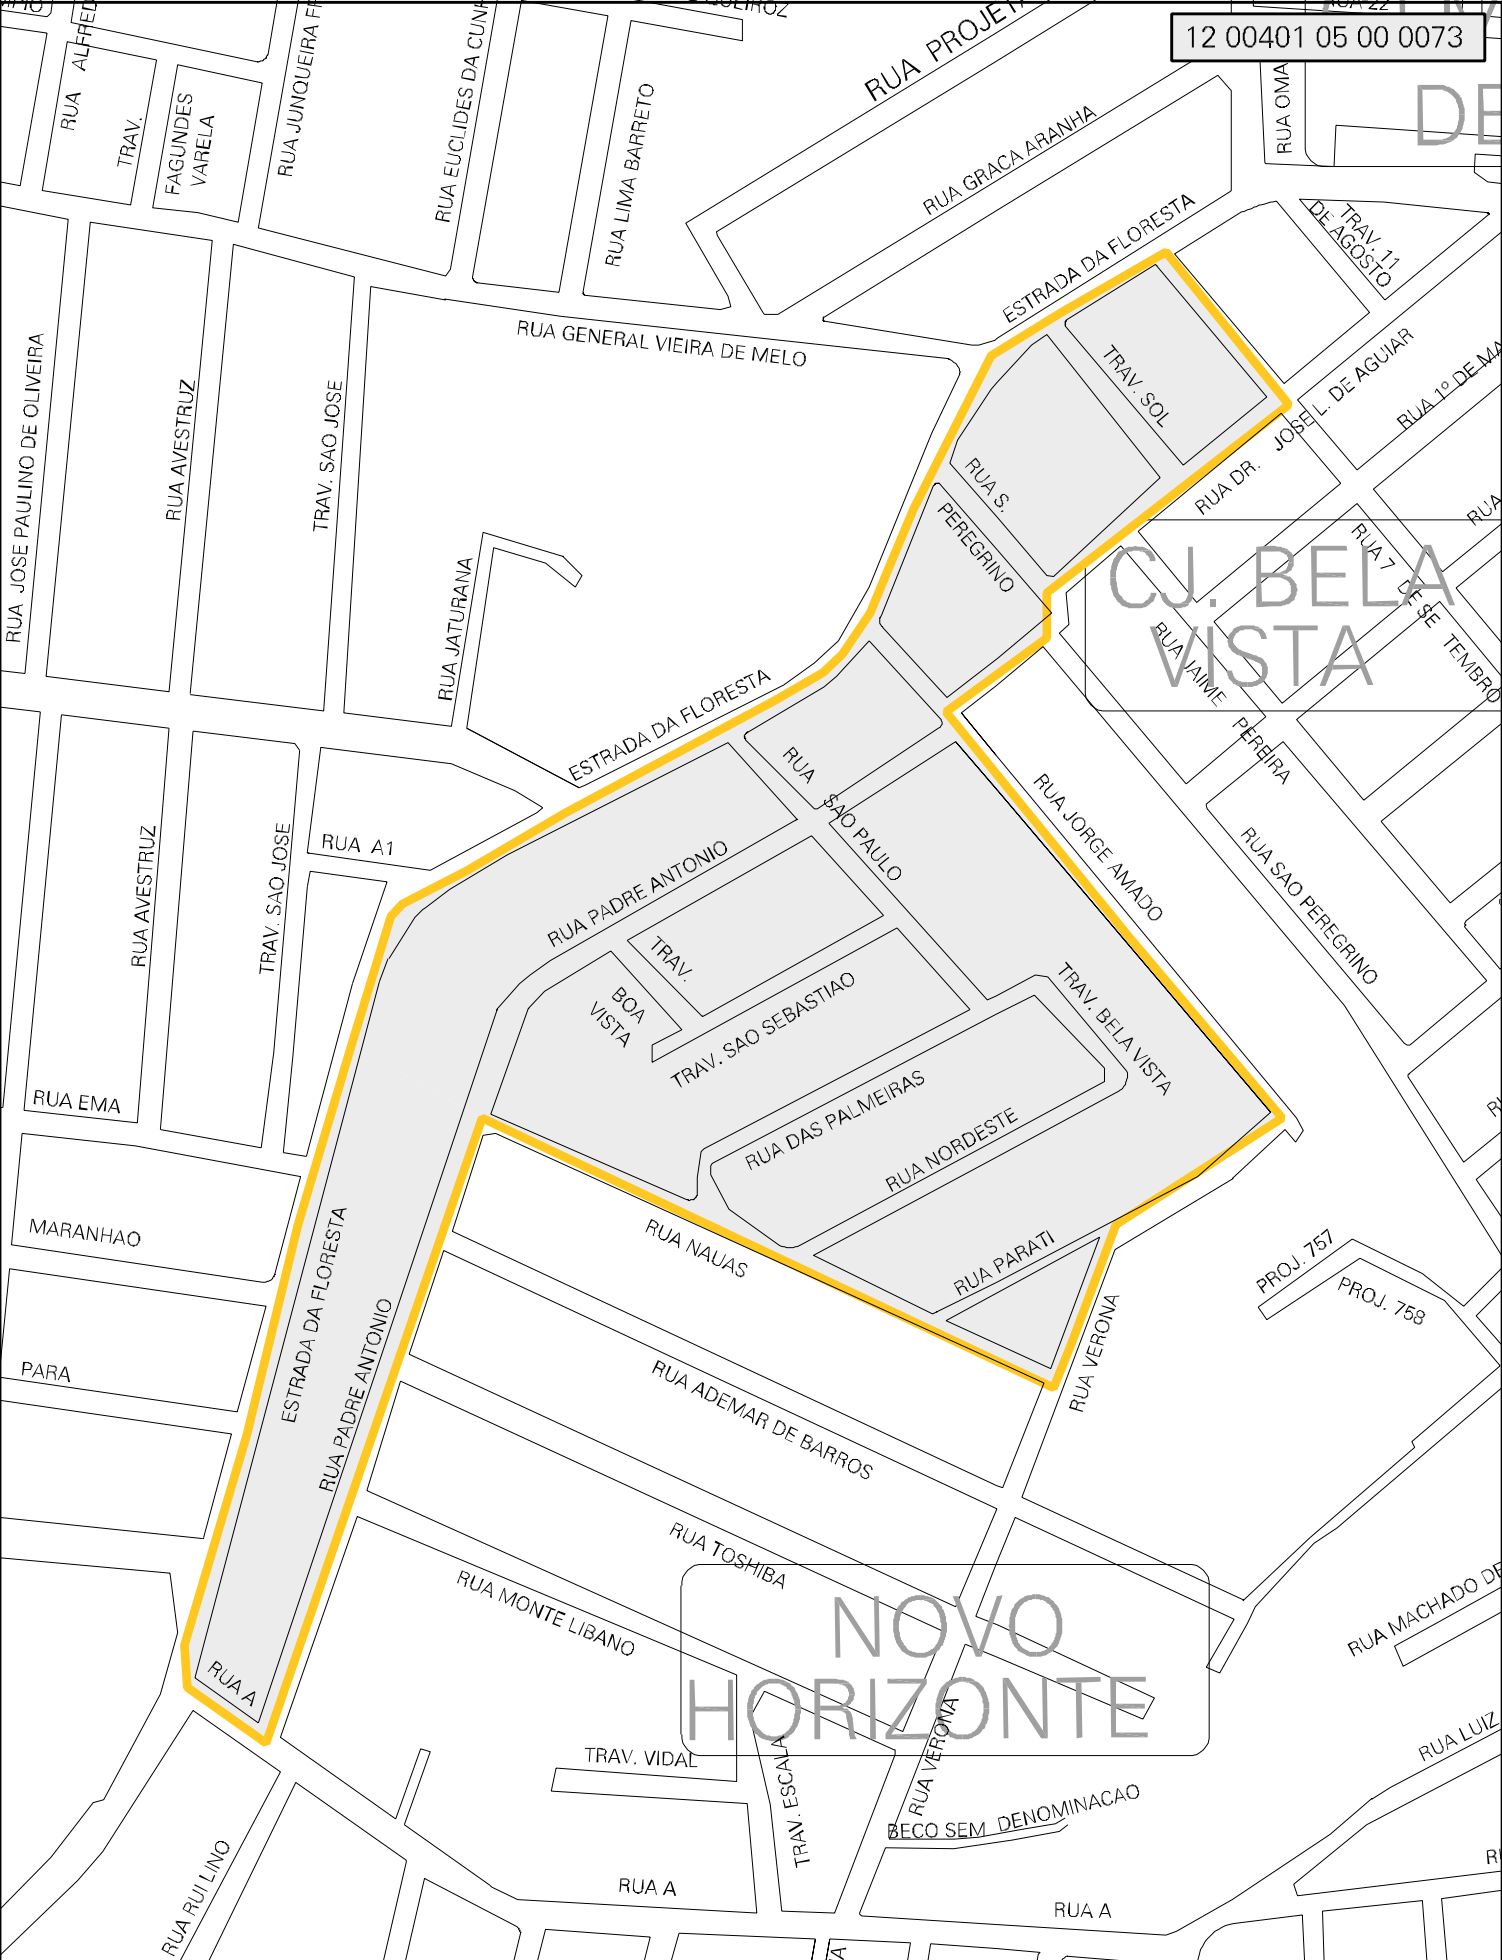 12 00401 05 00 0073
RUA 22
RUA PROJETA
RUA ALFRED
TRAV.
FAGUNDES
VARELA
RUA JUNQUEIRA FR
RUA EUCLIDES DA CUNH
RUA LIMA BARRETO
RUA GRACA ARANHA
RUA OMA
DE
ESTRADA DA FLORESTA
TRAV. 11
DE AGOSTO
RUA GENERAL VIEIRA DE MELO
RUA JOSE PAULINO DE OLIVEIRA
RUA AVESTRUZ
TRAV. SAO JOSE
TRAV. SOL
RUA DR. JOSE L. DE AGUIAR
RUA 1º DE MA
RUA S.
PEREGRINO
RUA
RUA 7 DE SE TEMBRO
CJ. BELA
VISTA
RUA JAIME PEREIRA
RUA JATURANA
ESTRADA DA FLORESTA
RUA SAO PAULO
RUA JORGE AMADO
RUA SAO PEREGRINO
RUA A1
RUA AVESTRUZ
TRAV. SAO JOSE
RUA PADRE ANTONIO
TRAV.
BOA
VISTA
TRAV. SAO SEBASTIAO
TRAV. BELA VISTA
RUA DAS PALMEIRAS
RUA NORDESTE
RUA EMA
MARANHAO
PARA
ESTRADA DA FLORESTA
RUA PADRE ANTONIO
RUA NAUAS
RUA PARATI
RUA VERONA
PROJ. 757
PROJ. 758
RUA ADEMAR DE BARROS
RUA TOSHIBA
RUA MONTE LIBANO
NOVO
HORIZONTE
RUA MACHADO DE
RUA A
TRAV. VIDAL
TRAV. ESCALA
RUA VERONA
BECO SEM DENOMINACAO
RUA LUIZ
RUA RUI LINO
RUA A
RUA A